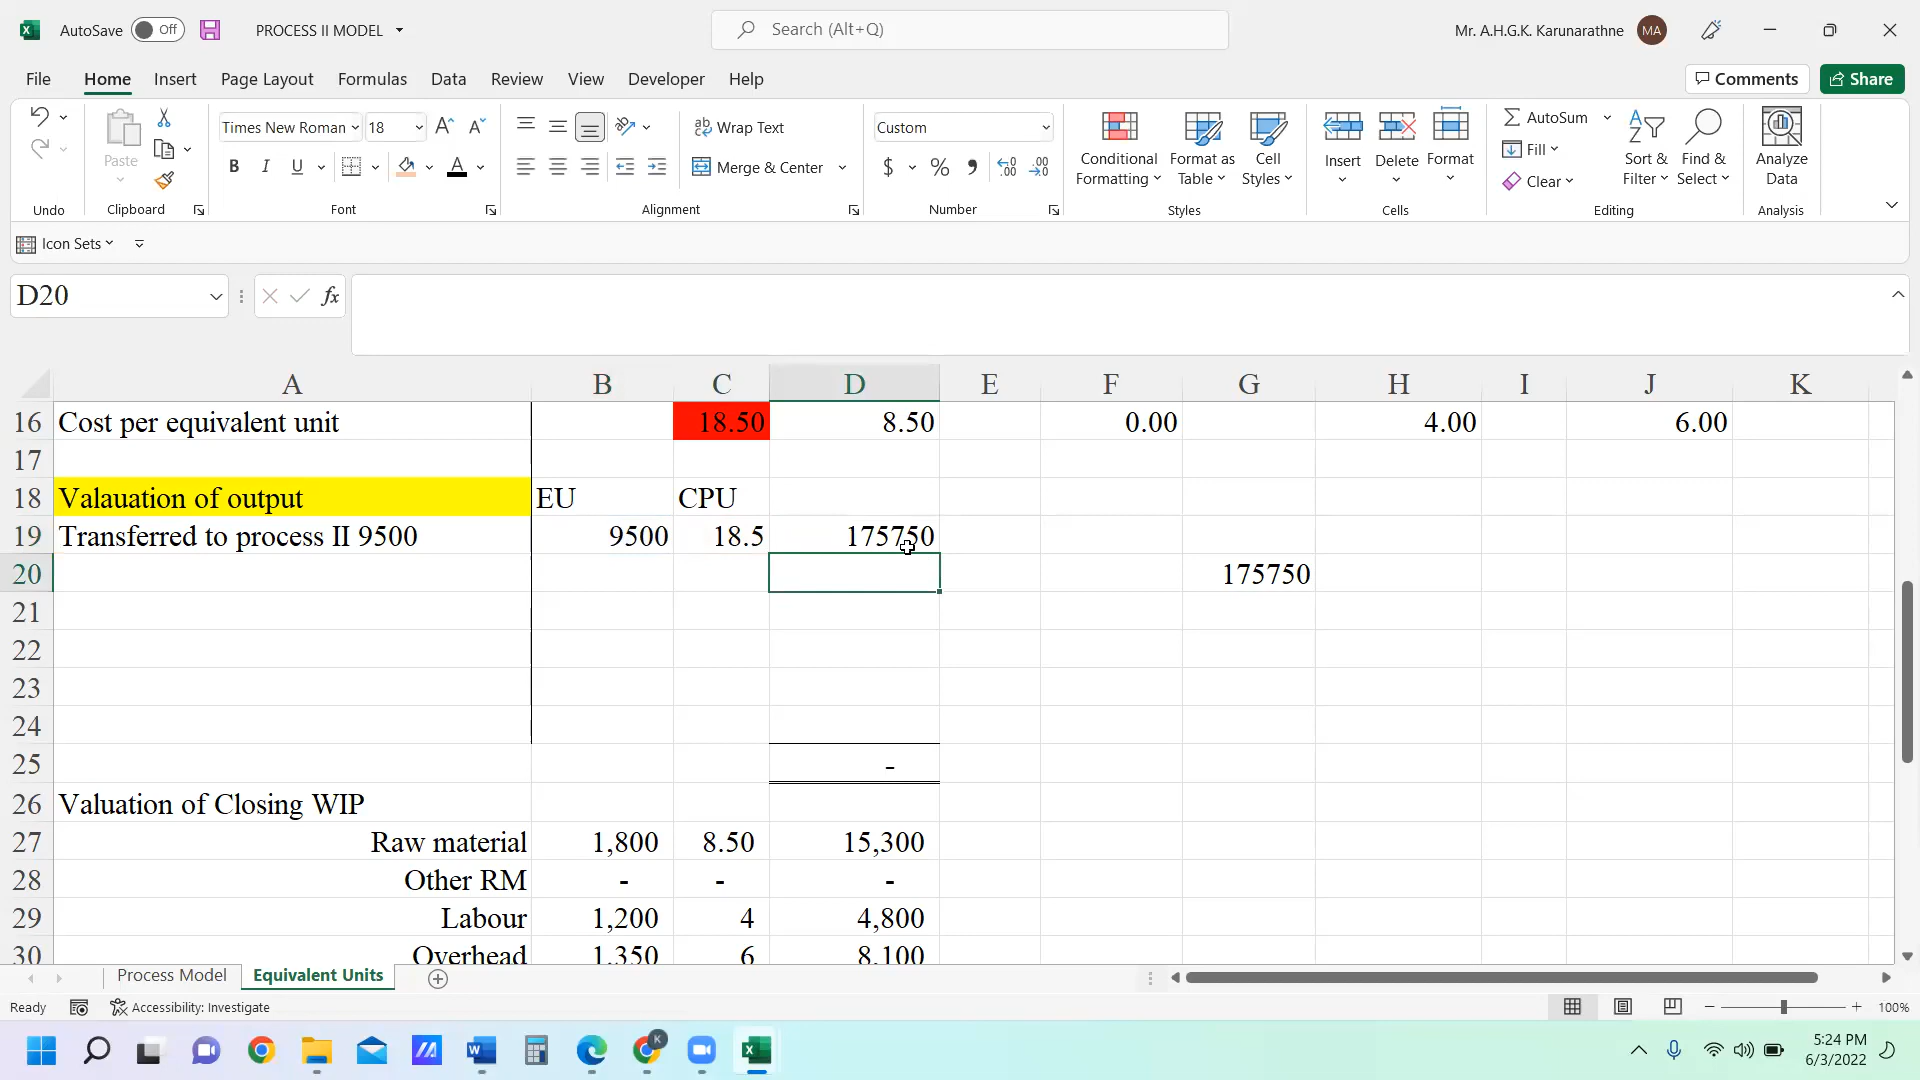 AutoSave Off PROCESS II MODEL Search (Alt+Q) Mr. A.H.G.K. Karunarathne MA
File Home Insert Page Layout Formulas Data Review View Developer Help Comments Share
Paste Times New Roman 18 A A ab Wrap Text Custom Conditional Formatting Format as Table Cell Styles Insert Delete Format AutoSum Fill Clear Sort & Filter Find & Select Analyze Data
B I U A Merge & Center $ %
Undo Clipboard Font Alignment Number Styles Cells Editing Analysis
Icon Sets
D20 fx
A B C D E F G H I J K
16 Cost per equivalent unit 18.50 8.50 0.00 4.00 6.00
17
18 Valauation of output EU CPU
19 Transferred to process II 9500 9500 18.5 175750
20 175750
21
22
23
24
25 -
26 Valuation of Closing WIP
27 Raw material 1,800 8.50 15,300
28 Other RM - - -
29 Labour 1,200 4 4,800
30 Overhead 1,350 6 8,100
Process Model Equivalent Units
Ready Accessibility: Investigate 100%
W K X 5:24 PM
6/3/2022